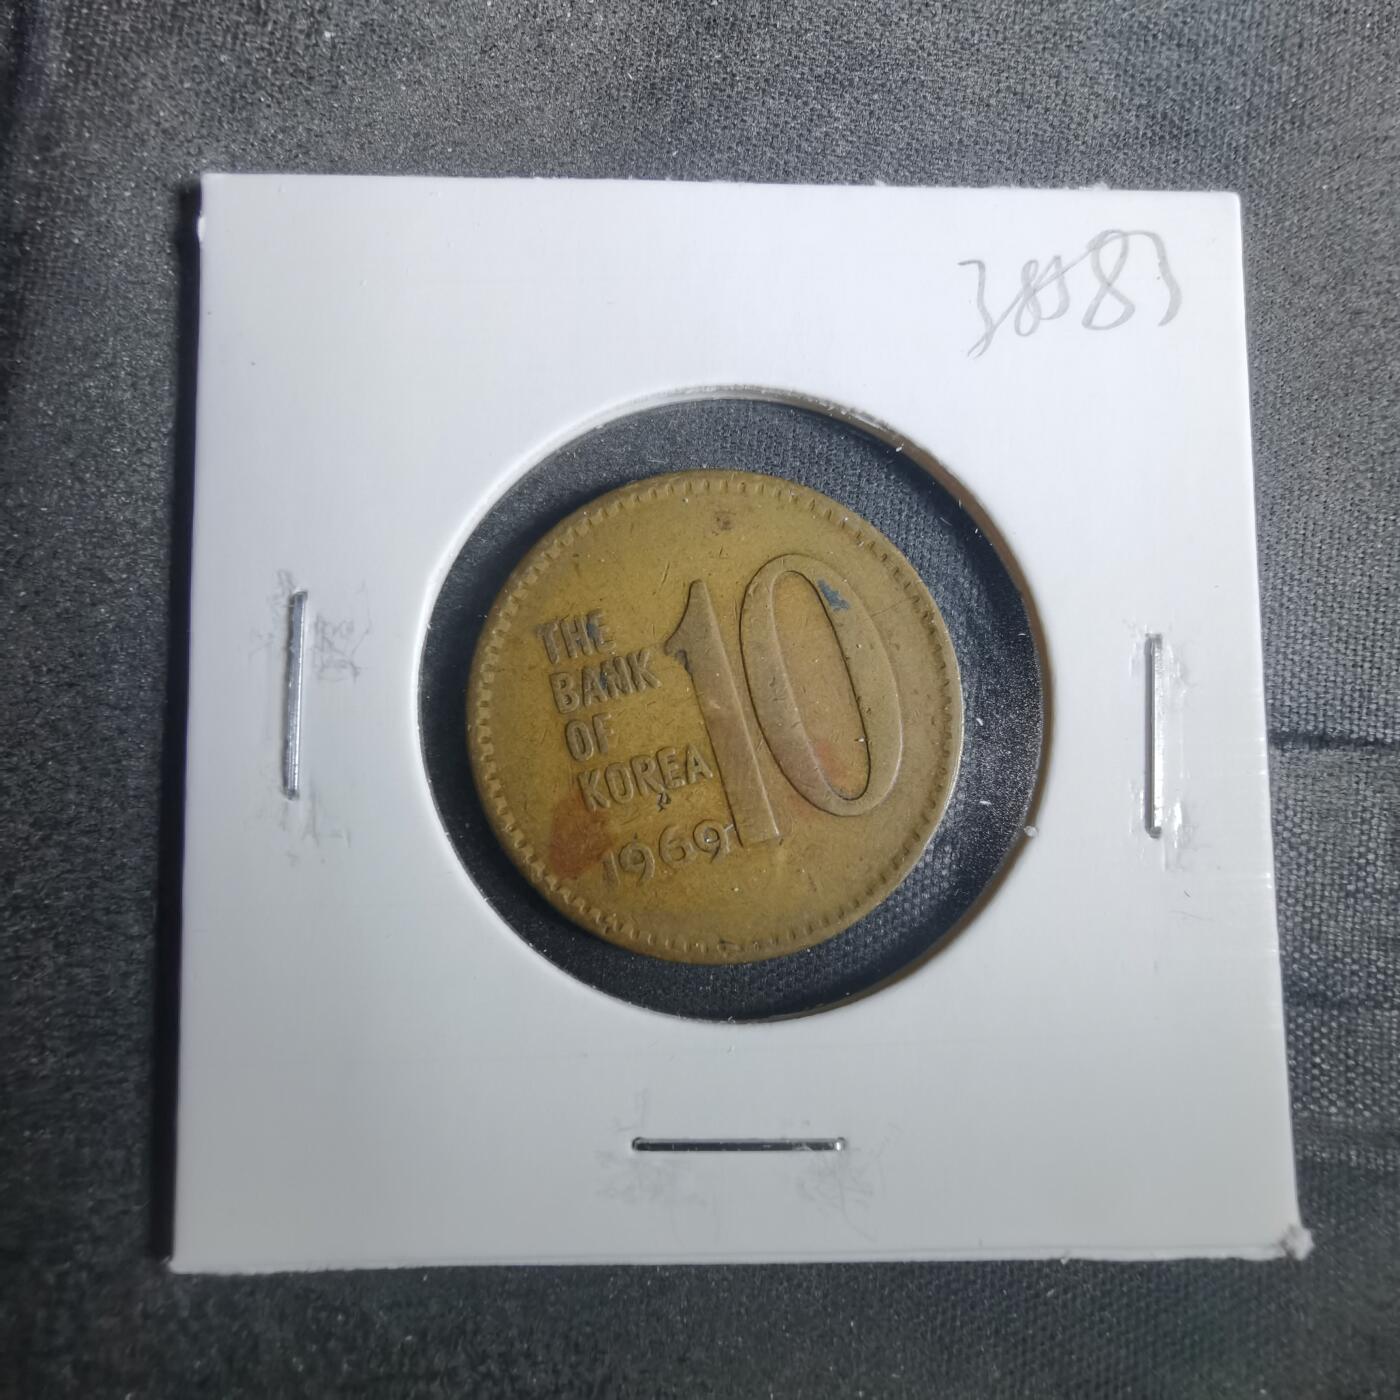 THE
BANK
OF
KOREA
1969
10